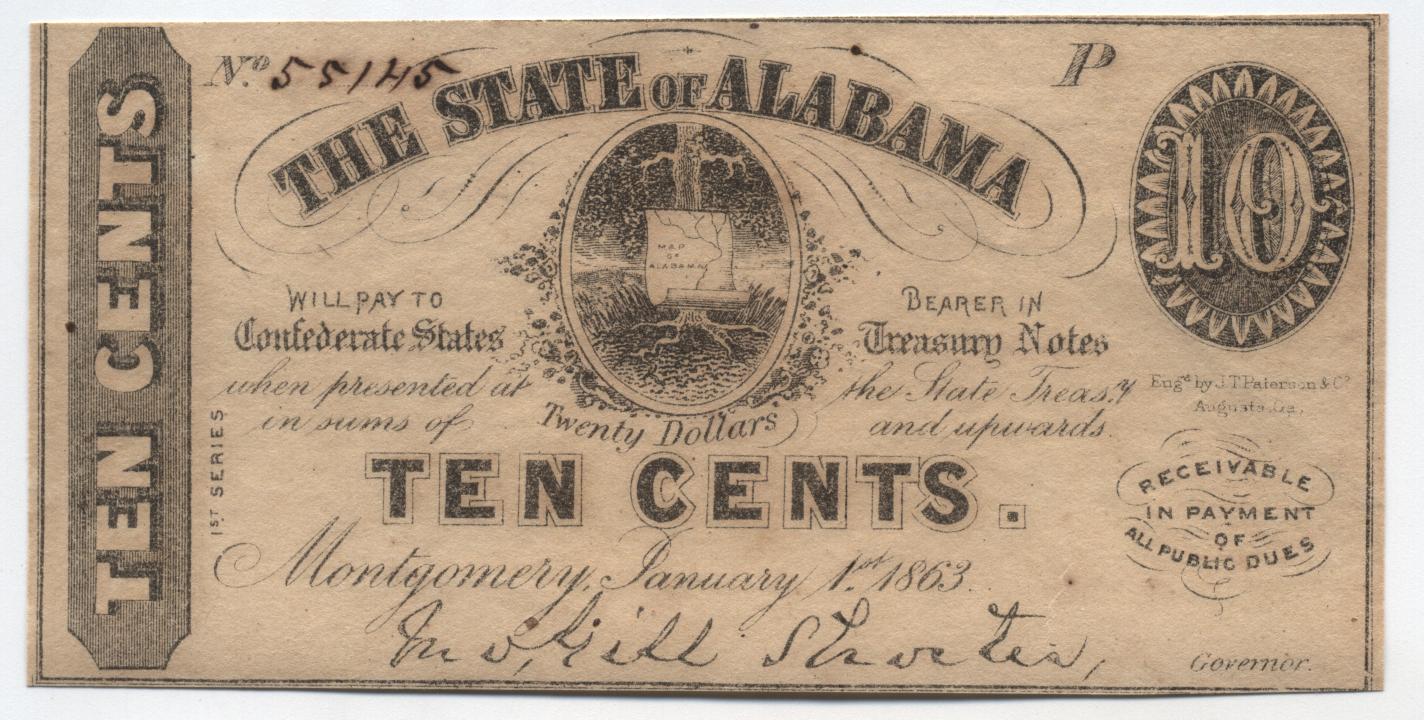 TEN CENTS
No. 55145
P
THE STATE OF ALABAMA
10
MAP
OF
ALABAMA
WILL PAY TO BEARER IN
Confederate States Treasury Notes
when presented at the State Treas.y
in sums of Twenty Dollars and upwards.
Engd by J.T. Paterson & Co.
Augusta Ga,
1ST SERIES
TEN CENTS.
RECEIVABLE
IN PAYMENT
OF
ALL PUBLIC DUES
Montgomery, January 1st 1863.
Jno, Gill Shorter,
Governor.